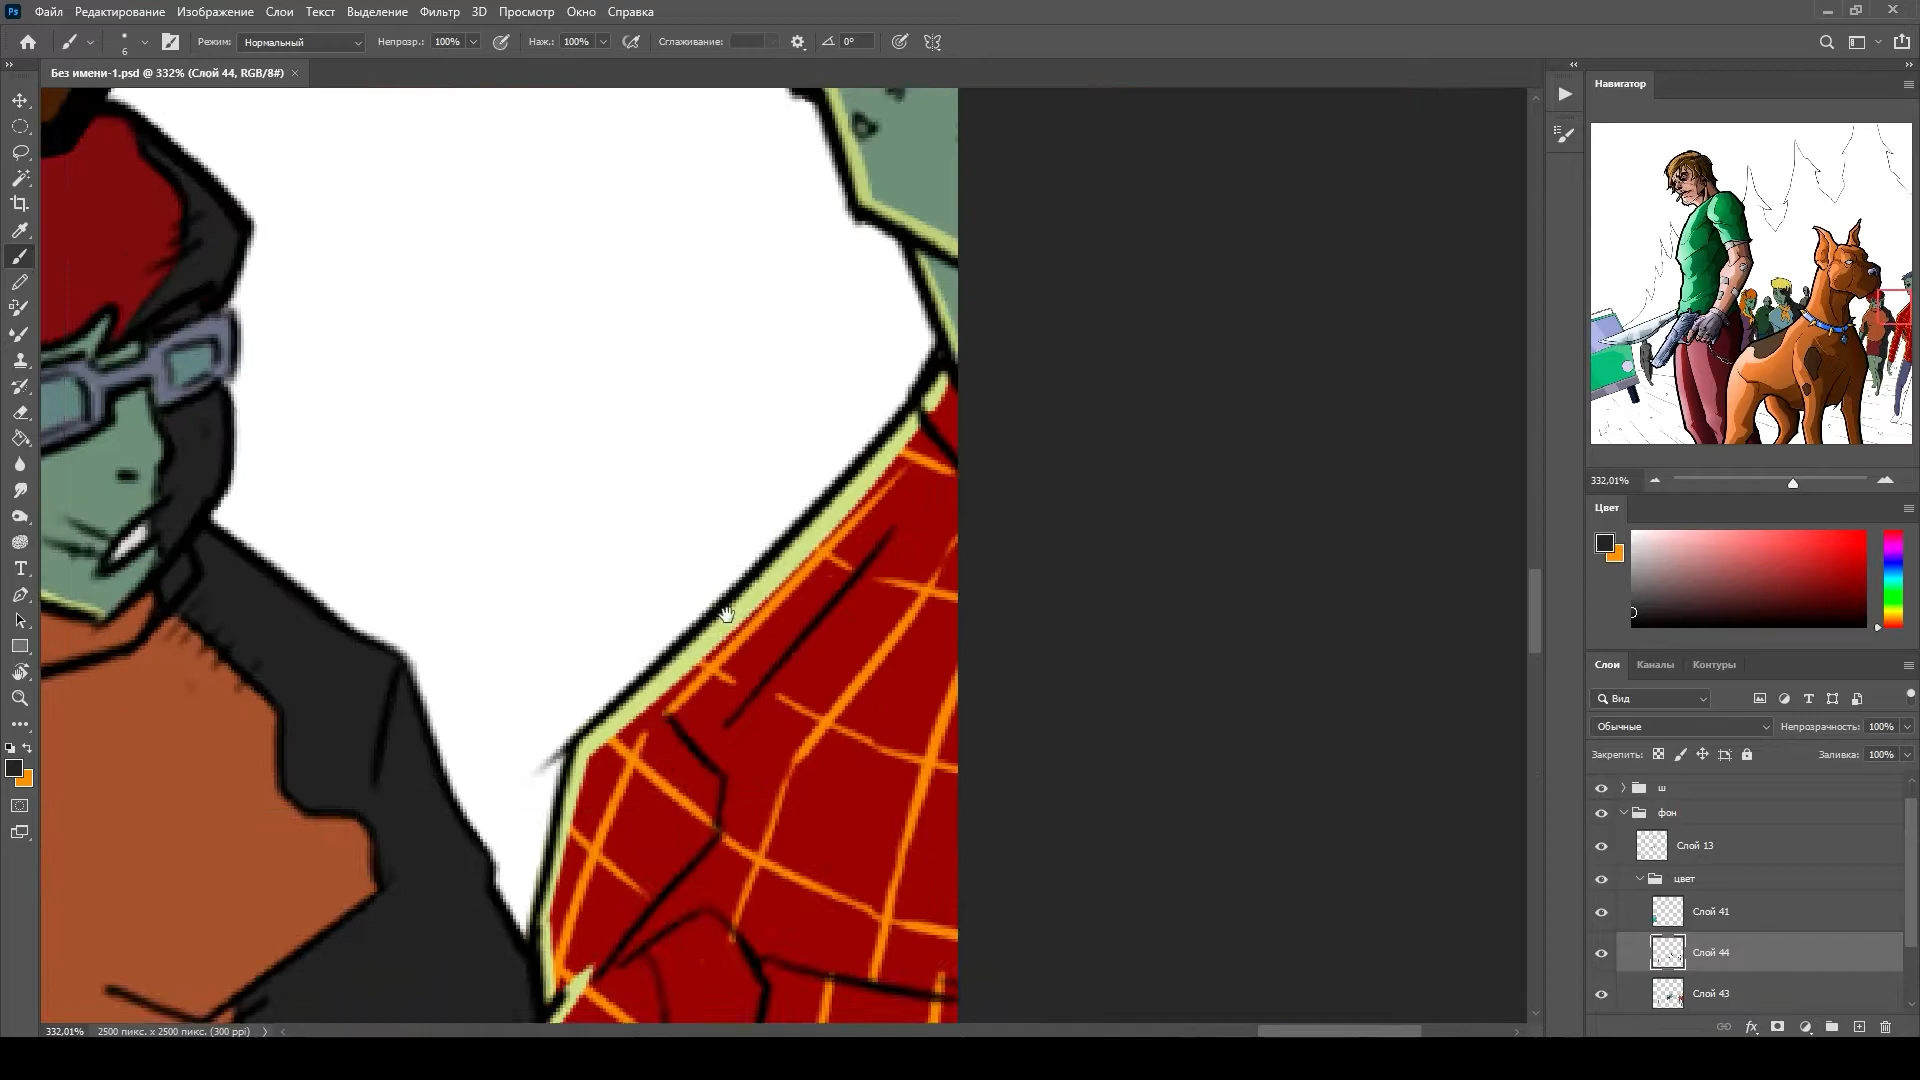 Ps Файл Редактирование Изображение Слои Текст Выделение Фильтр 3D Просмотр Окно Справка
6 Режим: Нормальный Непрозр.: 100% Наж.: 100% Сглаживание: 0°
Без имени-1.psd @ 332% (Слой 44, RGB/8#) ×
Навигатор
332,01%
Цвет
Слои Каналы Контуры
Вид
Обычные Непрозрачность: 100%
Закрепить: Заливка: 100%
ш
фон
Слой 13
цвет
Слой 41
Слой 44
Слой 43
332,01% 2500 пикс. x 2500 пикс. (300 ppi)